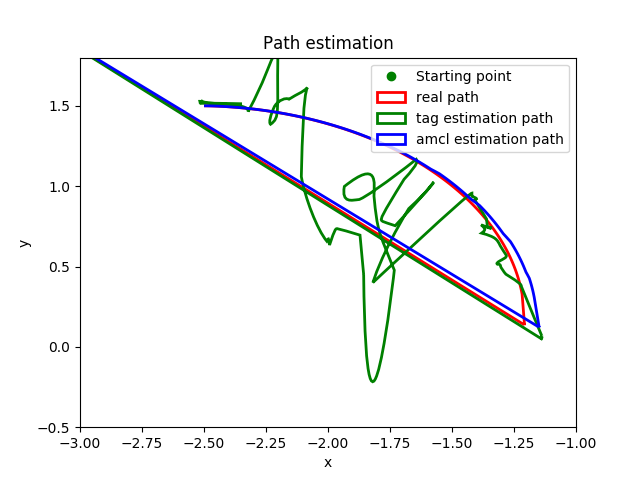 Path estimation
Starting point
real path
tag estimation path
amcl estimation path
y
1.5
1.0
0.5
0.0
−0.5
−3.00 −2.75 −2.50 −2.25 −2.00 −1.75 −1.50 −1.25 −1.00
x